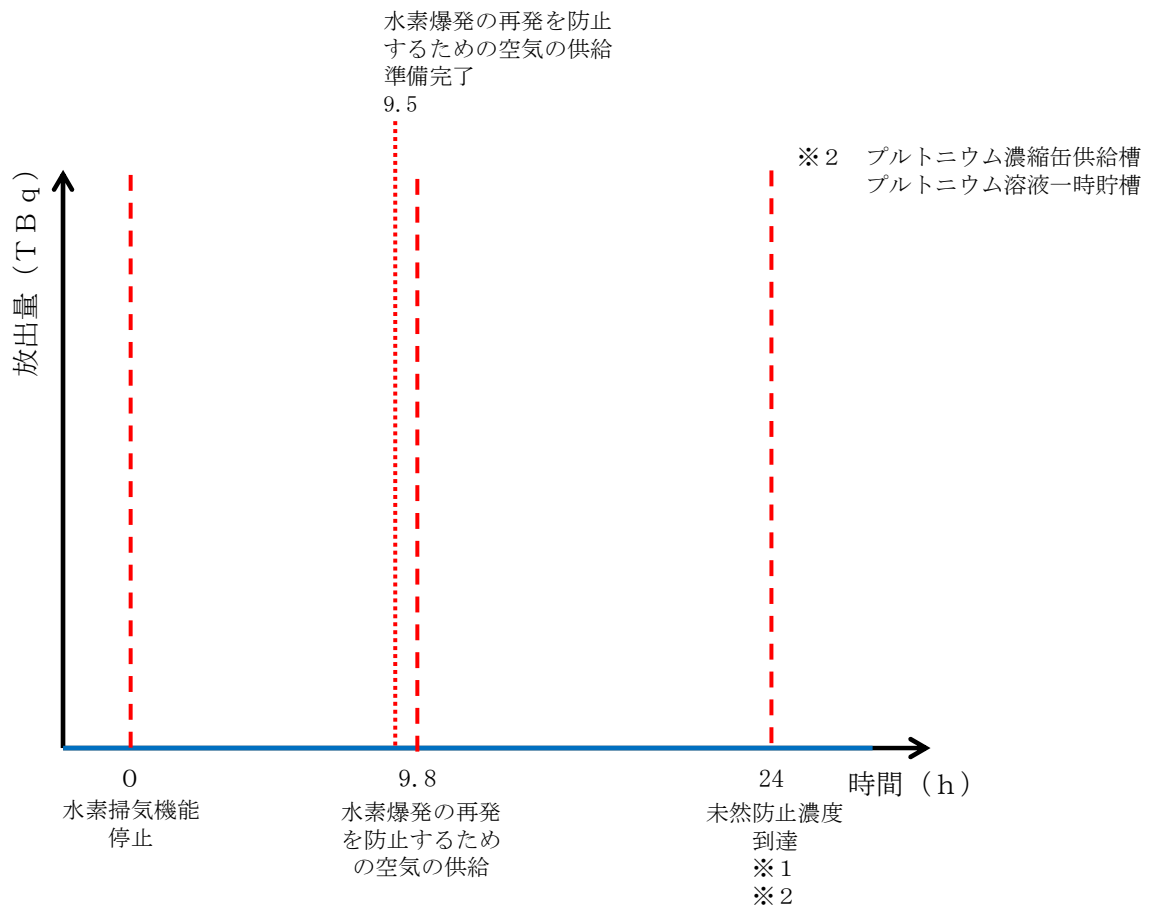 水素爆発の再発を防止
するための空気の供給
準備完了
9.5
※2　プルトニウム濃縮缶供給槽
プルトニウム溶液一時貯槽
放出量（ＴＢｑ）
0
9.8
24
時間（ｈ）
水素掃気機能
停止
水素爆発の再発
を防止するため
の空気の供給
未然防止濃度
到達
※1
※2